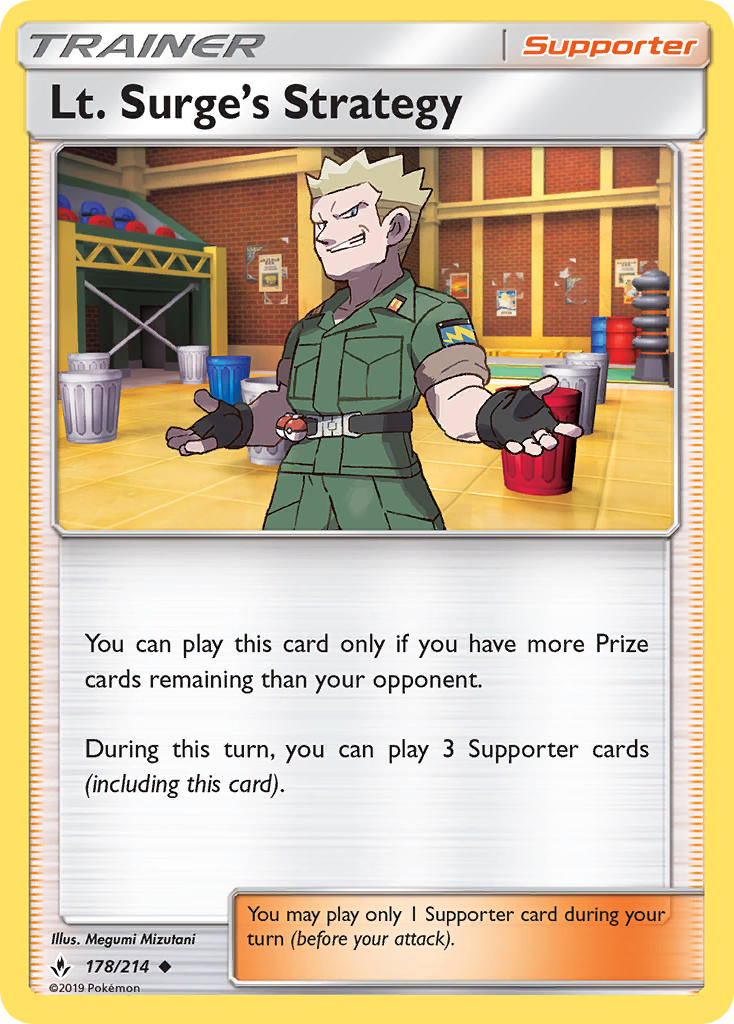 TRAINER
Supporter
Lt. Surge's Strategy
You can play this card only if you have more Prize
cards remaining than your opponent.
During this turn, you can play 3 Supporter cards
(including this card).
You may play only 1 Supporter card during your
turn (before your attack).
Illus. Megumi Mizutani
178/214 ◆
©2019 Pokémon